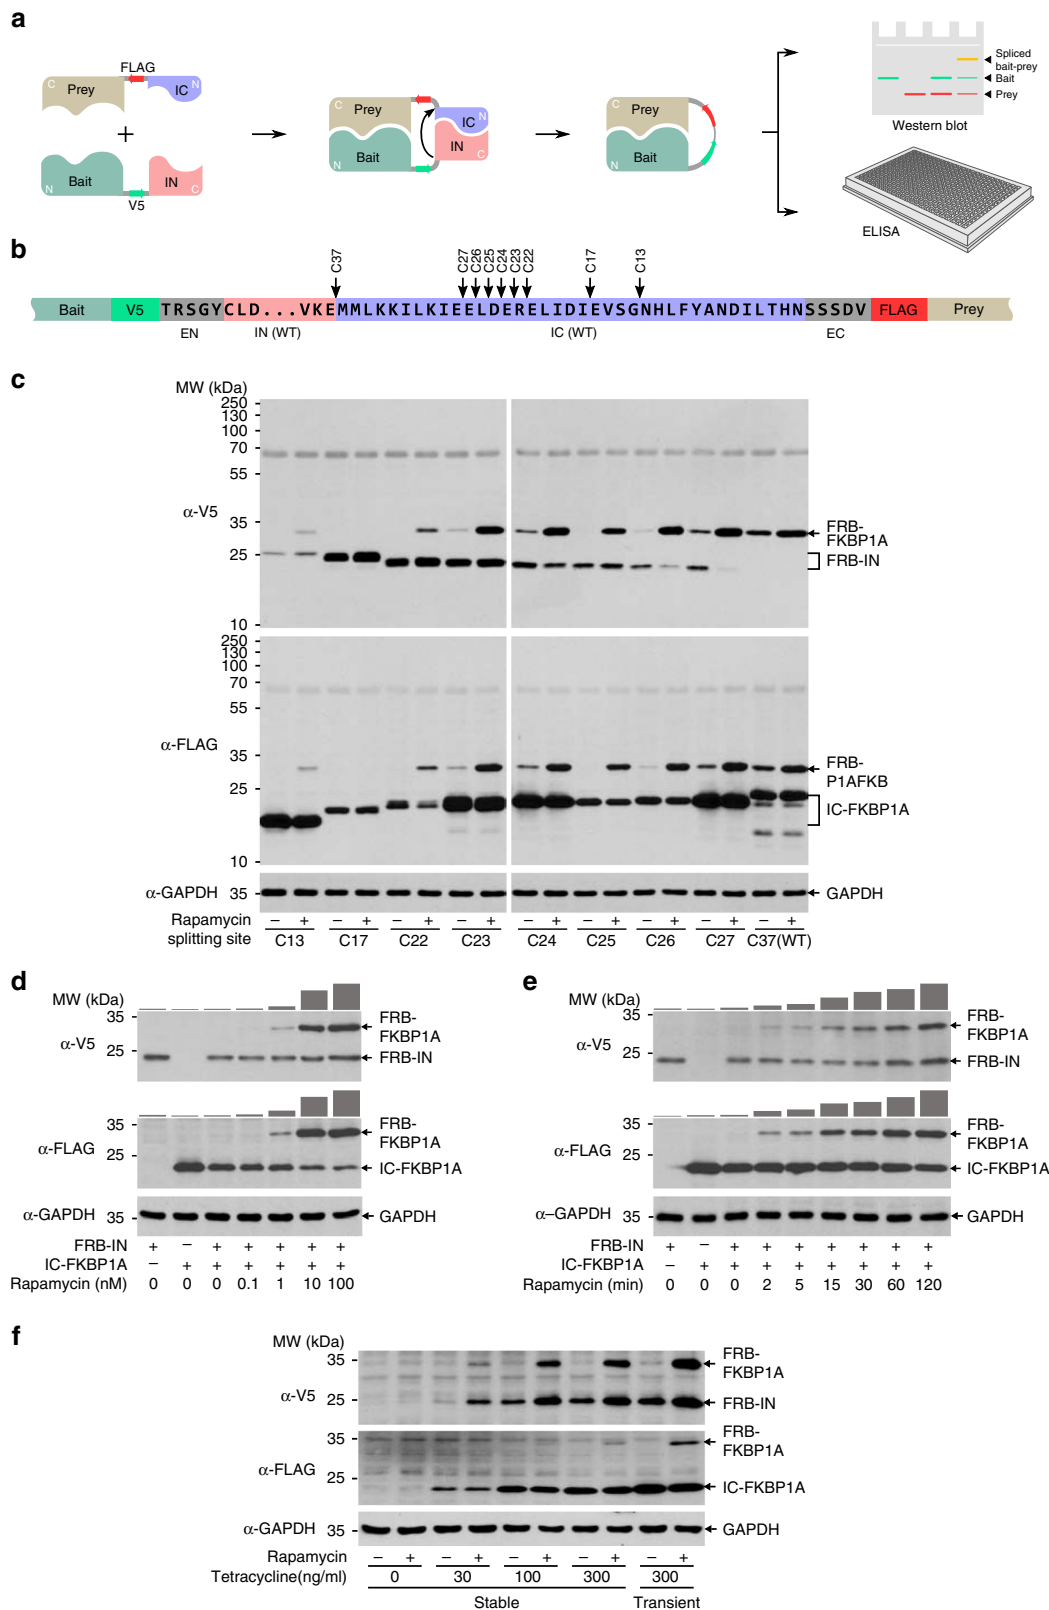 a
FLAG
C
Prey
N
IC
+
Bait
N
IN
C
V5
C
Prey
IC
N
Bait
N
IN
C
C
Prey
Bait
N
Spliced
bait-prey
Bait
Prey
Western blot
ELISA
b
C37
C27
C26
C25
C24
C23
C22
C17
C13
Bait
V5
TRSGYCLD...VKEMMLKKILKIEELDERELIDIEVSGNHLFYANDILTHNSSSDV
FLAG
Prey
EN
IN (WT)
IC (WT)
EC
c
MW (kDa)
250
130
100
70
55
35
25
10
α-V5
FRB-
FKBP1A
FRB-IN
250
130
100
70
55
35
25
10
α-FLAG
FRB-
P1AFKB
IC-FKBP1A
α-GAPDH 35
GAPDH
Rapamycin − + − + − + − + − + − + − + − + − +
splitting site C13 C17 C22 C23 C24 C25 C26 C27 C37(WT)
d
MW (kDa)
35
25
α-V5
FRB-
FKBP1A
FRB-IN
35
25
α-FLAG
FRB-
FKBP1A
IC-FKBP1A
α-GAPDH 35
GAPDH
FRB-IN + − + + + + +
IC-FKBP1A − + + + + + +
Rapamycin (nM) 0 0 0 0.1 1 10 100
e
MW (kDa)
35
25
α-V5
FRB-
FKBP1A
FRB-IN
35
25
α-FLAG
FRB-
FKBP1A
IC-FKBP1A
α–GAPDH 35
GAPDH
FRB-IN + − + + + + + + +
IC-FKBP1A − + + + + + + + +
Rapamycin (min) 0 0 0 2 5 15 30 60 120
f
MW (kDa)
35
25
α-V5
FRB-
FKBP1A
FRB-IN
35
25
α-FLAG
FRB-
FKBP1A
IC-FKBP1A
α-GAPDH 35
GAPDH
Rapamycin − + − + − + − + − +
Tetracycline(ng/ml) 0 30 100 300 300
Stable Transient